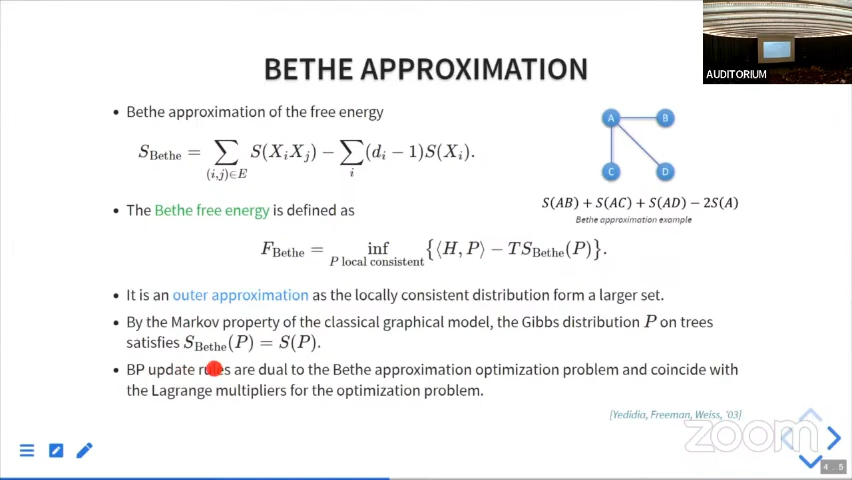 AUDITORIUM
BETHE APPROXIMATION
• Bethe approximation of the free energy
S_Bethe = ∑_{(i,j)∈E} S(X_i X_j) − ∑_i (d_i − 1)S(X_i).
A B
C D
S(AB) + S(AC) + S(AD) − 2S(A)
Bethe approximation example
• The Bethe free energy is defined as
F_Bethe = inf_{P local consistent} {⟨H, P⟩ − TS_Bethe(P)}.
• It is an outer approximation as the locally consistent distribution form a larger set.
• By the Markov property of the classical graphical model, the Gibbs distribution P on trees
satisfies S_Bethe(P) = S(P).
• BP update rules are dual to the Bethe approximation optimization problem and coincide with
the Lagrange multipliers for the optimization problem.
[Yedidia, Freeman, Weiss, '03]
zoom
4 .. 5